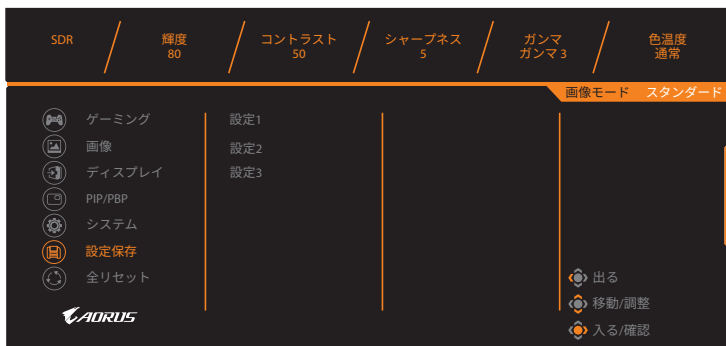 SDR
輝度
80
コントラスト
50
シャープネス
5
ガンマ
ガンマ 3
色温度
通常
画像モード スタンダード
ゲーミング
画像
ディスプレイ
PIP/PBP
システム
設定保存
全リセット
設定1
設定2
設定3
出る
移動/調整
入る/確認
AORUS